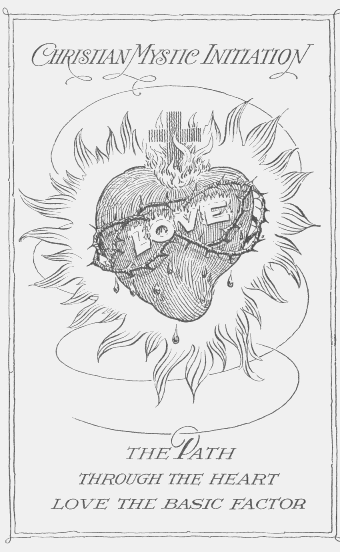 CHRISTIAN MYSTIC INITIATION
LOVE
THE PATH
THROUGH THE HEART
LOVE THE BASIC FACTOR